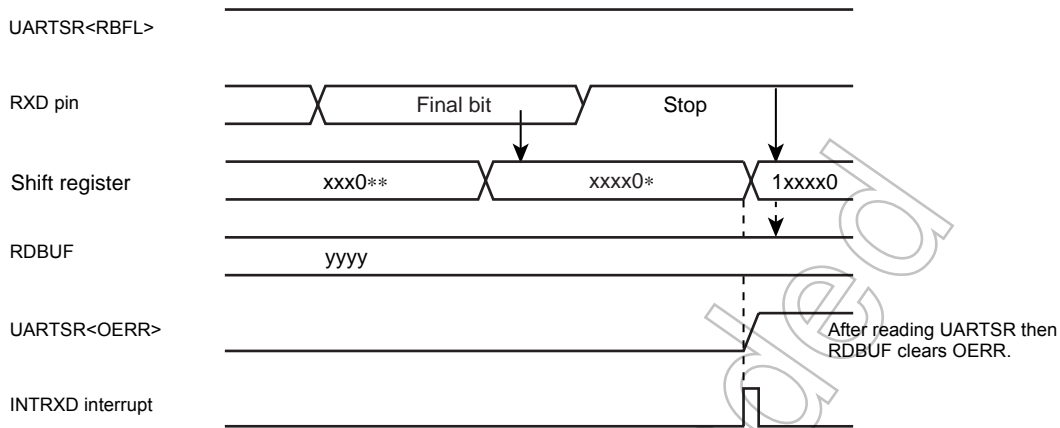 UARTSR<RBFL>
RXD pin
Final bit
Stop
Shift register
xxx0**
xxxx0*
1xxxx0
RDBUF
yyyy
UARTSR<OERR>
After reading UARTSR then
RDBUF clears OERR.
INTRXD interrupt
ded